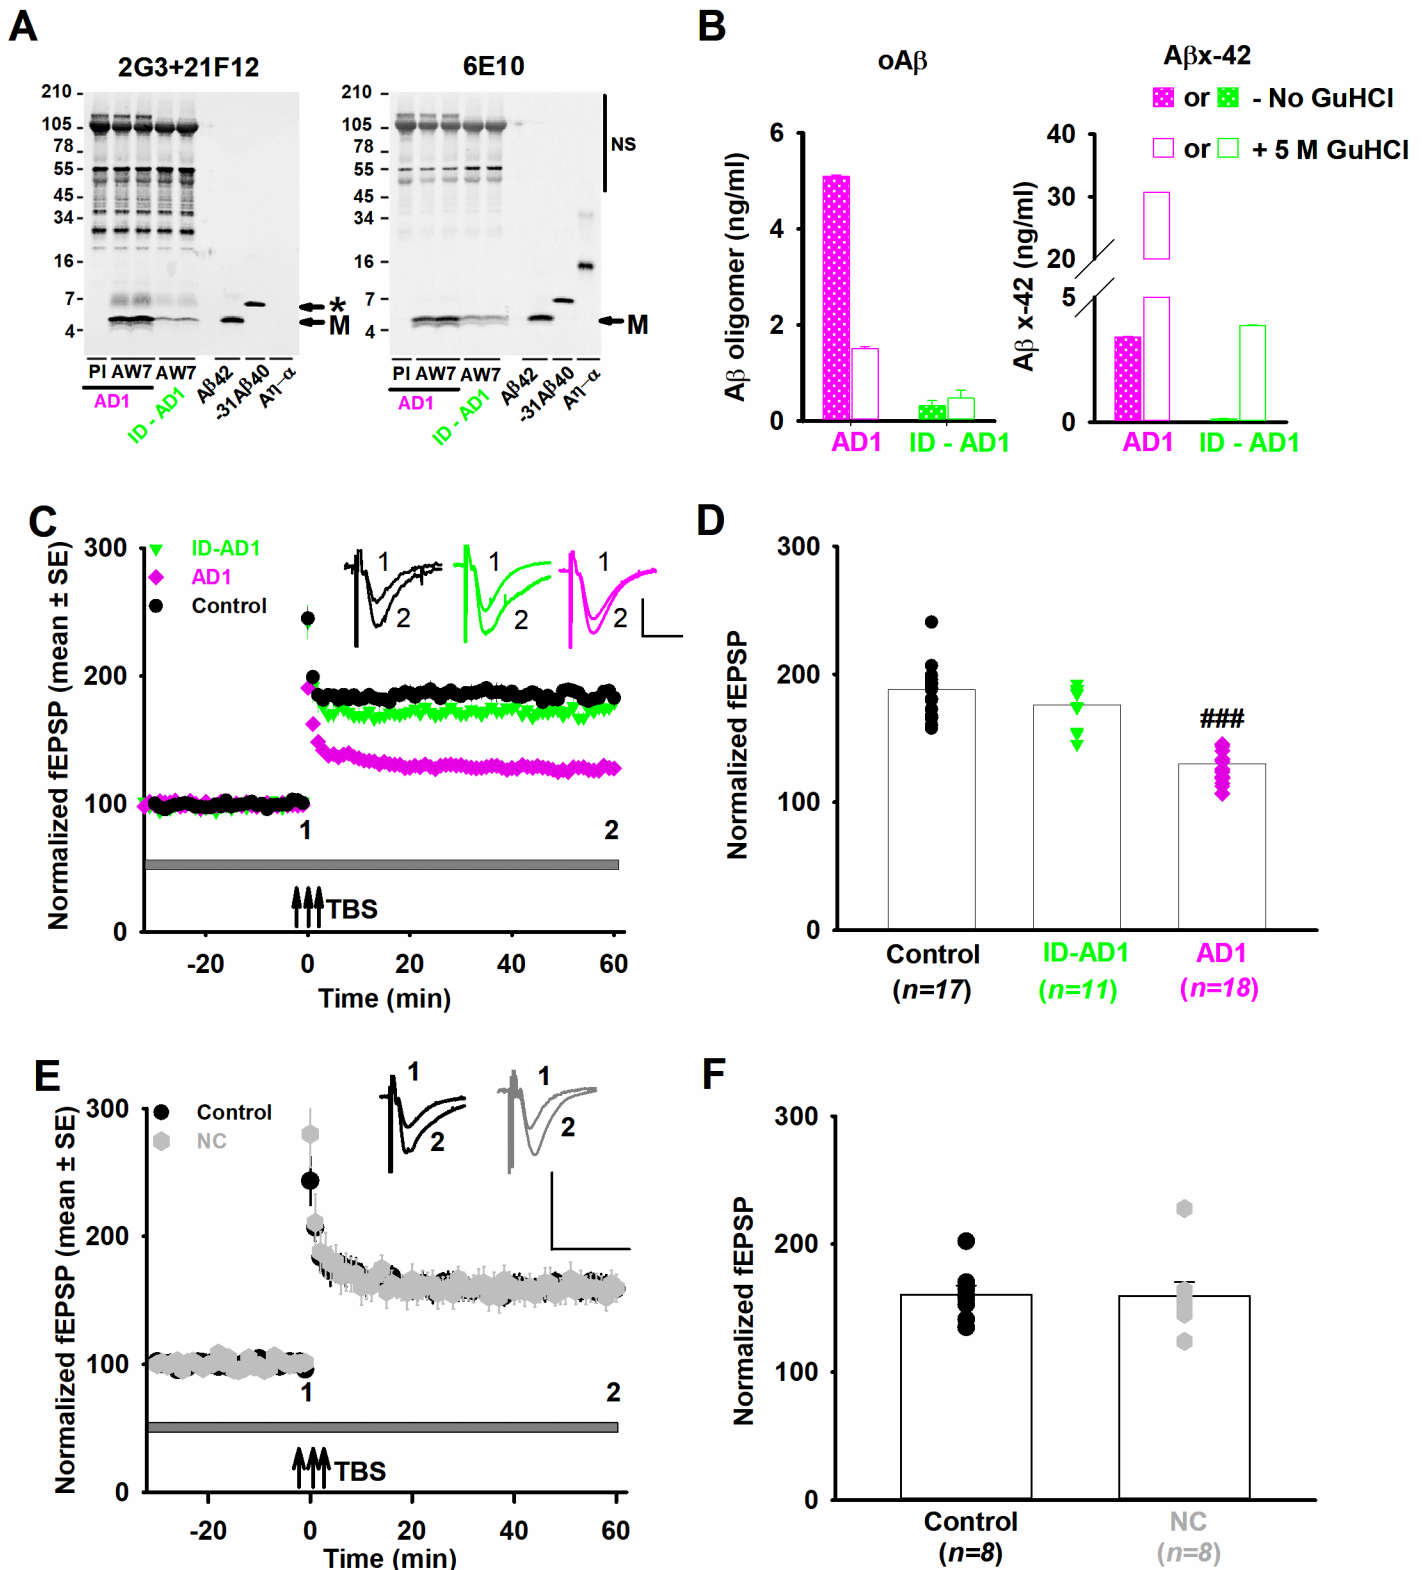 A
2G3+21F12
6E10
210
105
78
55
45
34
16
7
4
*
M
PI AW7 AW7
AD1
ID - AD1
Aβ42
-31Aβ40
Aη-α
210
105
78
55
45
34
16
7
4
NS
M
PI AW7 AW7
AD1
ID - AD1
Aβ42
-31Aβ40
Aη-α
B
oAβ
Aβx-42
or - No GuHCl
or + 5 M GuHCl
Aβ oligomer (ng/ml)
6
4
2
0
AD1 ID - AD1
Aβ x-42 (ng/ml)
40
30
20
5
0
AD1 ID - AD1
C
Normalized fEPSP (mean ± SE)
300
200
100
0
ID-AD1
AD1
Control
1
2
1
2
1
2
1 2
TBS
-20 0 20 40 60
Time (min)
D
Normalized fEPSP
300
200
100
0
###
Control ID-AD1 AD1
(n=17) (n=11) (n=18)
E
Normalized fEPSP (mean ± SE)
300
200
100
0
Control
NC
1
2
1
2
1 2
TBS
-20 0 20 40 60
Time (min)
F
Normalized fEPSP
300
200
100
0
Control NC
(n=8) (n=8)